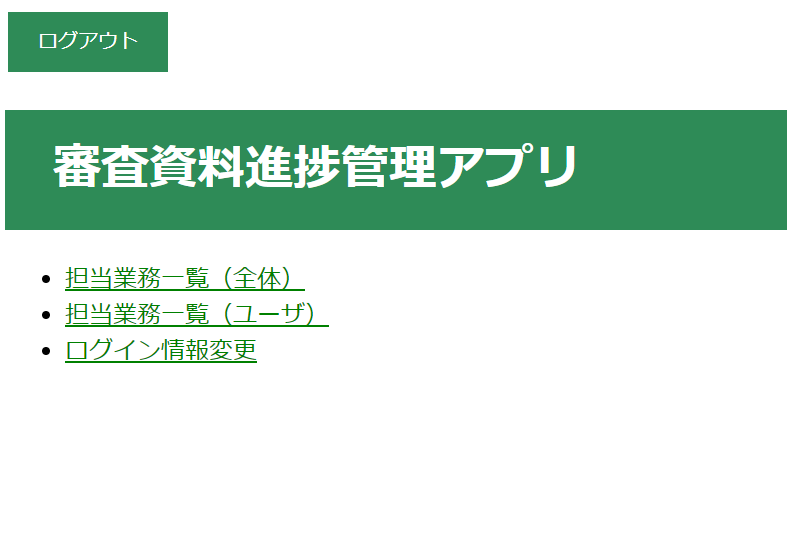 ログアウト
審査資料進捗管理アプリ
担当業務一覧（全体）
担当業務一覧（ユーザ）
ログイン情報変更